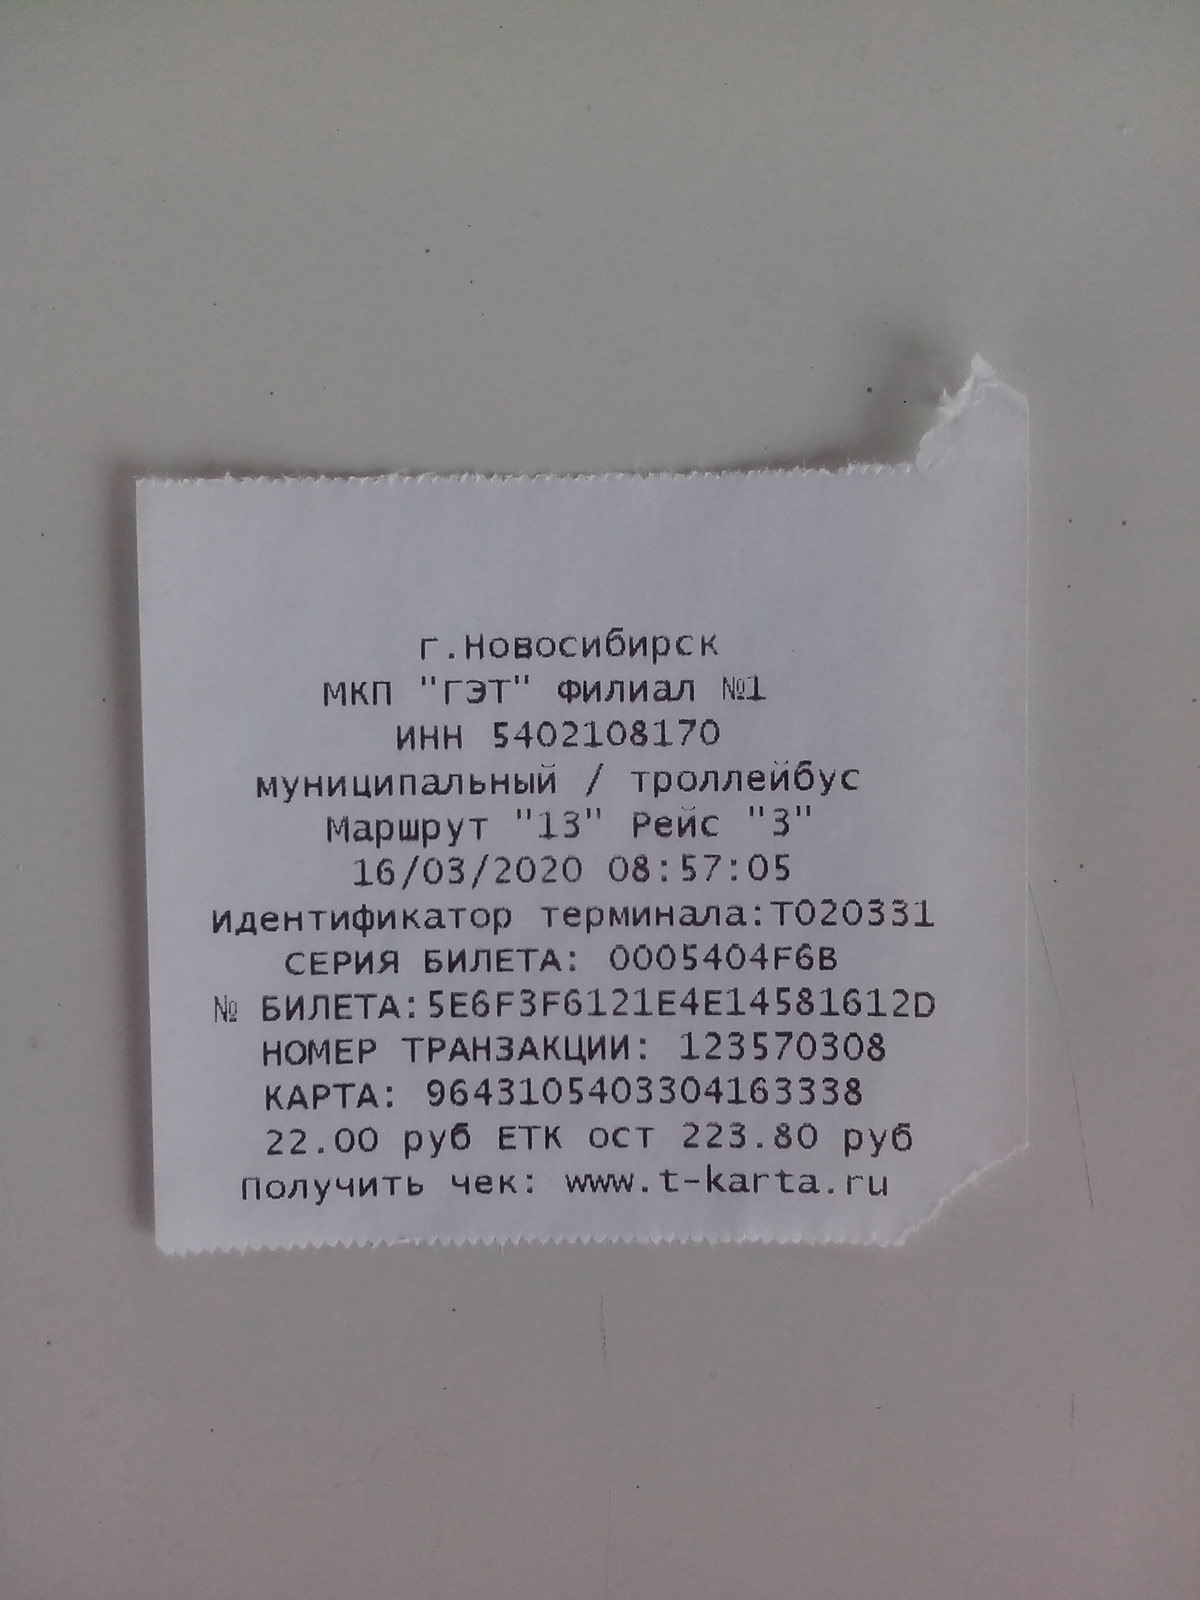 г.Новосибирск
МКП "ГЭТ" Филиал №1
ИНН 5402108170
муниципальный / троллейбус
Маршрут "13" Рейс "3"
16/03/2020 08:57:05
Идентификатор терминала:T020331
СЕРИЯ БИЛЕТА: 0005404F6B
№ БИЛЕТА:5E6F3F6121E4E14581612D
НОМЕР ТРАНЗАКЦИИ: 123570308
КАРТА: 9643105403304163338
22.00 руб ЕТК ост 223.80 руб
Получить чек: www.t-karta.ru